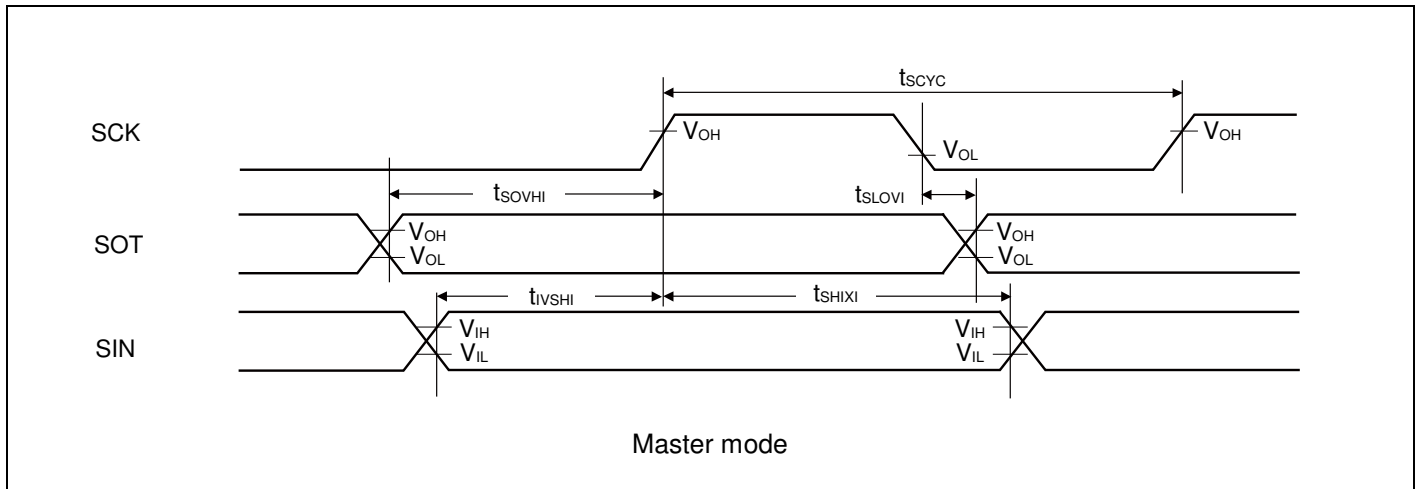 tSCYC
SCK
VOH
VOL
VOH
tSOVHI
tSLOVI
SOT
VOH
VOL
VOH
VOL
tIVSHI
tSHIXI
SIN
VIH
VIL
VIH
VIL
Master mode